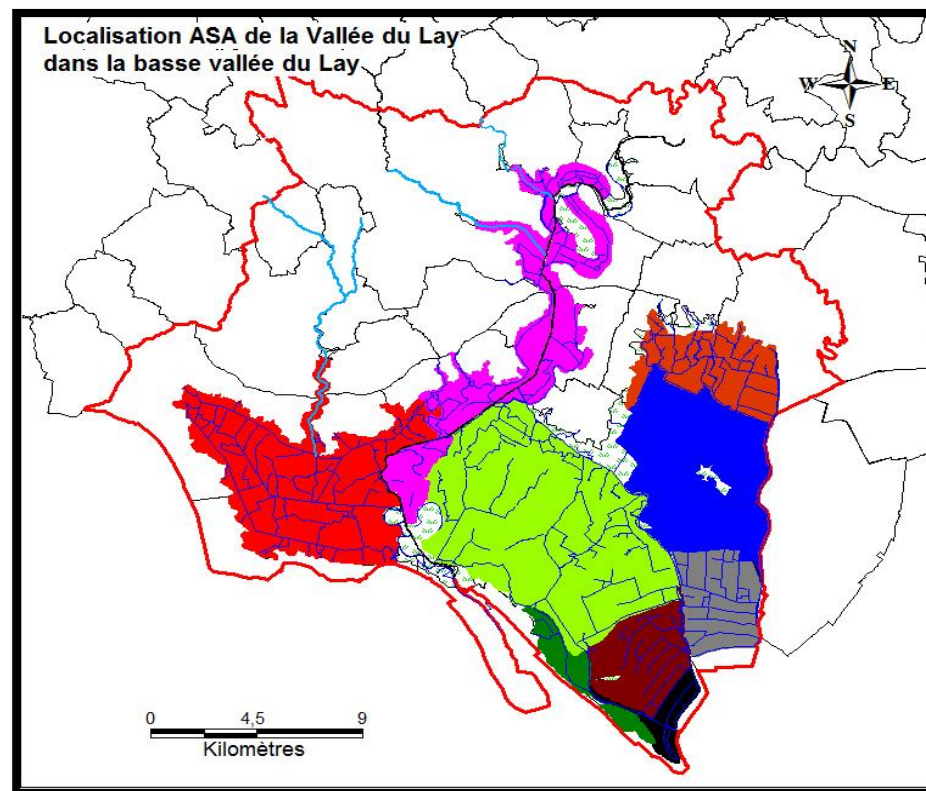 Localisation ASA de la Vallée du Lay
dans la basse vallée du Lay
N
W E
S
0 4,5 9
Kilomètres